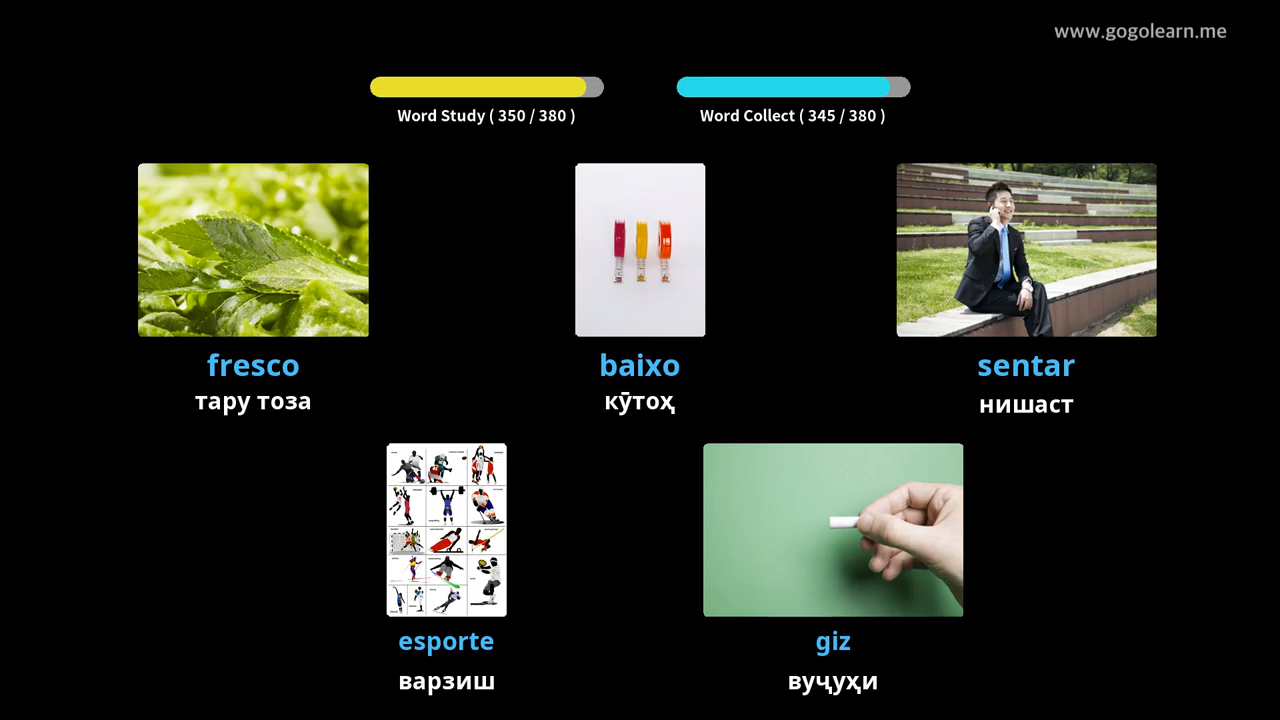 www.gogolearn.me
Word Study ( 350 / 380 )
Word Collect ( 345 / 380 )
fresco
тару тоза
baixo
кӯтоҳ
sentar
нишаст
esporte
варзиш
giz
вуҷуҳи